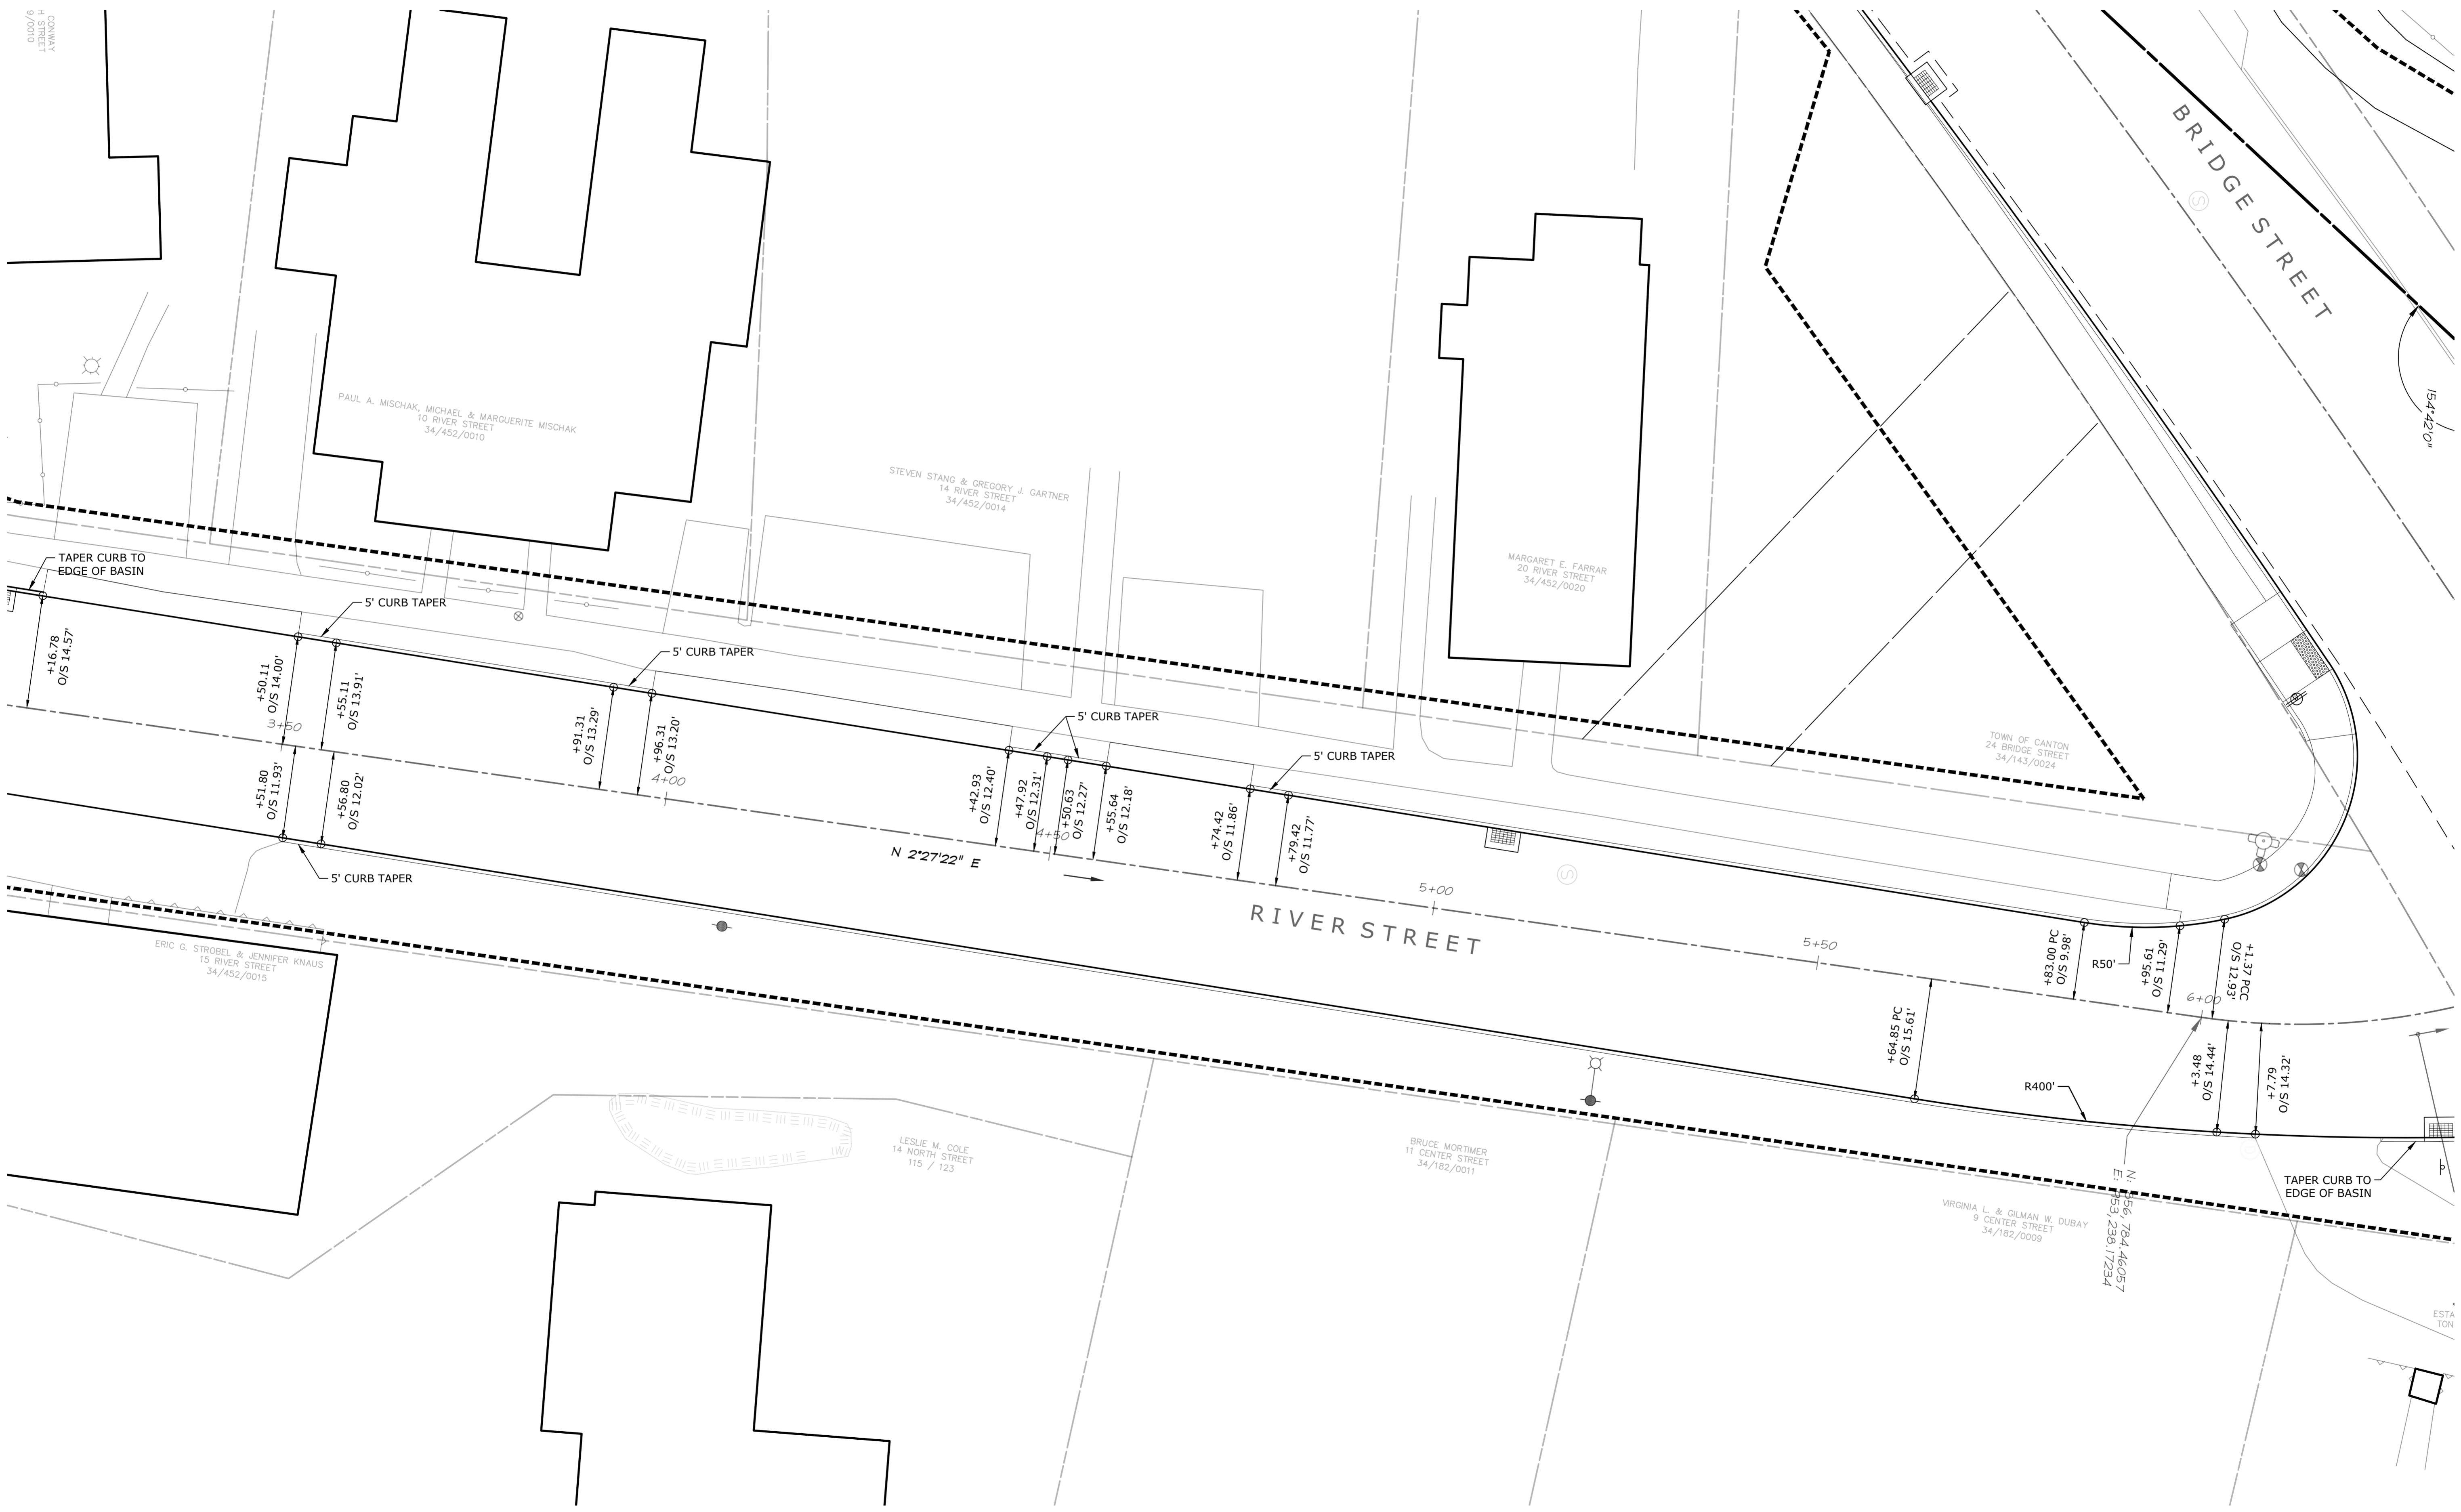 CONWAY
H STREET
9/0010
BRIDGE STREET
S
154°42'0"
PAUL A. MISCHAK, MICHAEL & MARGUERITE MISCHAK
10 RIVER STREET
34/452/0010
STEVEN STANG & GREGORY J. GARTNER
14 RIVER STREET
34/452/0014
MARGARET E. FARRAR
20 RIVER STREET
34/452/0020
TOWN OF CANTON
24 BRIDGE STREET
34/143/0024
TAPER CURB TO
EDGE OF BASIN
5' CURB TAPER
5' CURB TAPER
5' CURB TAPER
5' CURB TAPER
+16.78
O/S 14.57'
+50.11
O/S 14.00'
+55.11
O/S 13.91'
3+50
+51.80
O/S 11.93'
+56.80
O/S 12.02'
5' CURB TAPER
+91.31
O/S 13.29'
+96.31
O/S 13.20'
4+00
+42.93
O/S 12.40'
+47.92
O/S 12.31'
4+50
+50.63
O/S 12.27'
+55.64
O/S 12.18'
+74.42
O/S 11.86'
+79.42
O/S 11.77'
N 2°27'22" E
S
5+00
RIVER STREET
5+50
+83.00 PC
O/S 9.98'
R50'
+95.61
O/S 11.29'
+1.37 PCC
O/S 12.93'
6+00
+64.85 PC
O/S 15.61'
R400'
+3.48
O/S 14.44'
+7.79
O/S 14.32'
TAPER CURB TO
EDGE OF BASIN
ERIC G. STROBEL & JENNIFER KNAUS
15 RIVER STREET
34/452/0015
LESLIE M. COLE
14 NORTH STREET
115 / 123
BRUCE MORTIMER
11 CENTER STREET
34/182/0011
VIRGINIA L. & GILMAN W. DUBAY
9 CENTER STREET
34/182/0009
ESTA
TON